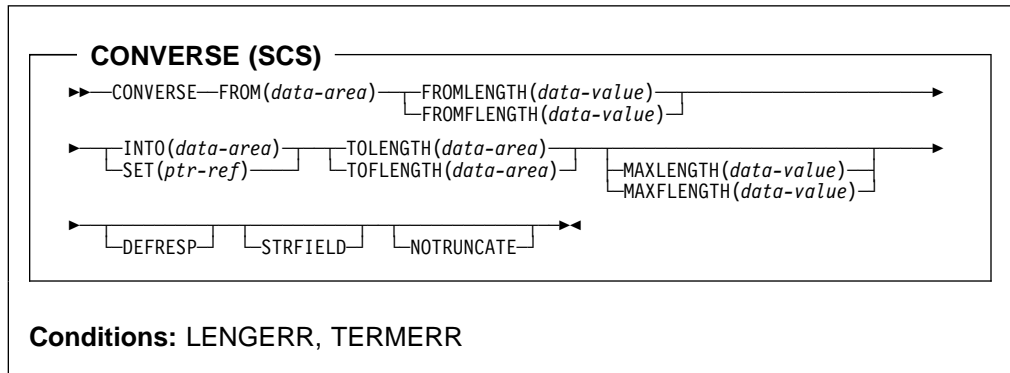 CONVERSE (SCS)
CONVERSE FROM(data-area) FROMLENGTH(data-value)
FROMFLENGTH(data-value)
INTO(data-area) TOLENGTH(data-area)
SET(ptr-ref) TOFLENGTH(data-area) MAXLENGTH(data-value)
MAXFLENGTH(data-value)
DEFRESP STRFIELD NOTRUNCATE
Conditions: LENGERR, TERMERR